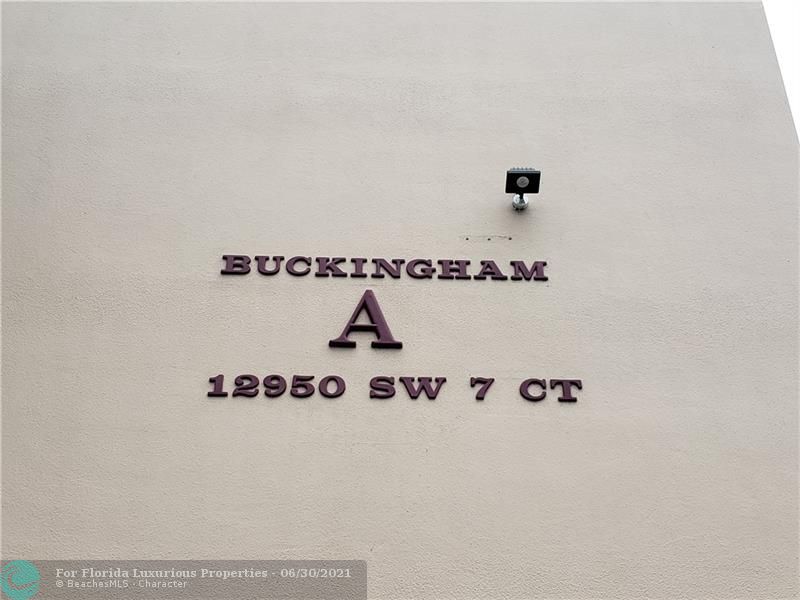 BUCKINGHAM
A
12950 SW 7 CT
For Florida Luxurious Properties - 06/30/2021
© BeachesMLS - Character